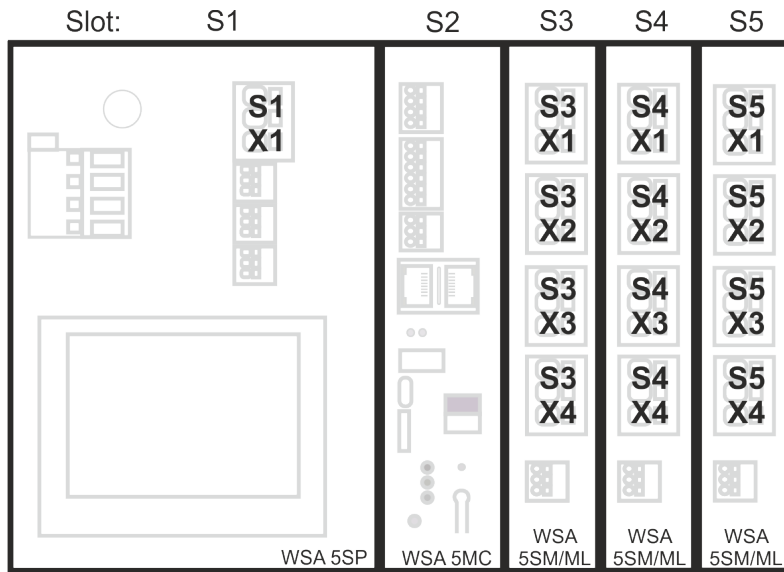 Slot: S1 S2 S3 S4 S5
S1
X1
S3
X1
S4
X1
S5
X1
S3
X2
S4
X2
S5
X2
S3
X3
S4
X3
S5
X3
S3
X4
S4
X4
S5
X4
WSA 5SP
WSA 5MC
WSA
5SM/ML
WSA
5SM/ML
WSA
5SM/ML